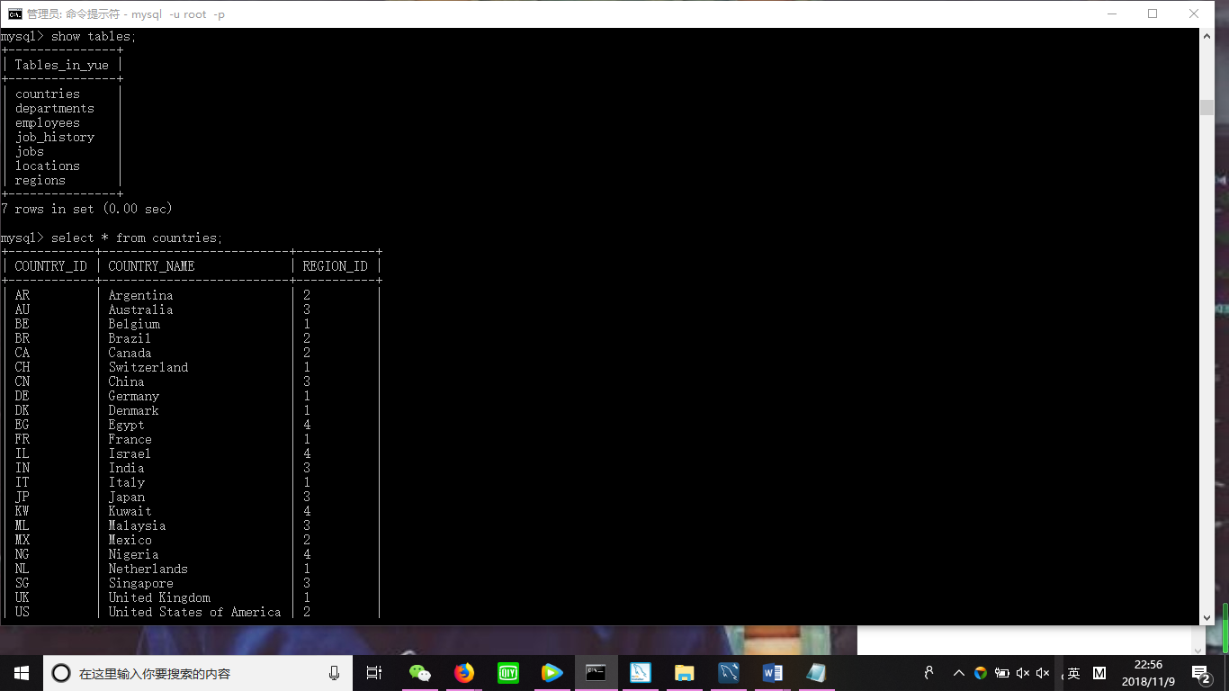 管理员: 命令提示符 - mysql -u root -p
mysql> show tables;
+---------------+
| Tables_in_yue |
+---------------+
| countries |
| departments |
| employees |
| job_history |
| jobs |
| locations |
| regions |
+---------------+
7 rows in set (0.00 sec)
mysql> select * from countries;
+------------+--------------------------+-----------+
| COUNTRY_ID | COUNTRY_NAME | REGION_ID |
+------------+--------------------------+-----------+
| AR | Argentina | 2 |
| AU | Australia | 3 |
| BE | Belgium | 1 |
| BR | Brazil | 2 |
| CA | Canada | 2 |
| CH | Switzerland | 1 |
| CN | China | 3 |
| DE | Germany | 1 |
| DK | Denmark | 1 |
| EG | Egypt | 4 |
| FR | France | 1 |
| IL | Israel | 4 |
| IN | India | 3 |
| IT | Italy | 1 |
| JP | Japan | 3 |
| KW | Kuwait | 4 |
| ML | Malaysia | 3 |
| MX | Mexico | 2 |
| NG | Nigeria | 4 |
| NL | Netherlands | 1 |
| SG | Singapore | 3 |
| UK | United Kingdom | 1 |
| US | United States of America | 2 |
在这里输入你要搜索的内容
QIY
英
M
22:56
2018/11/9
2